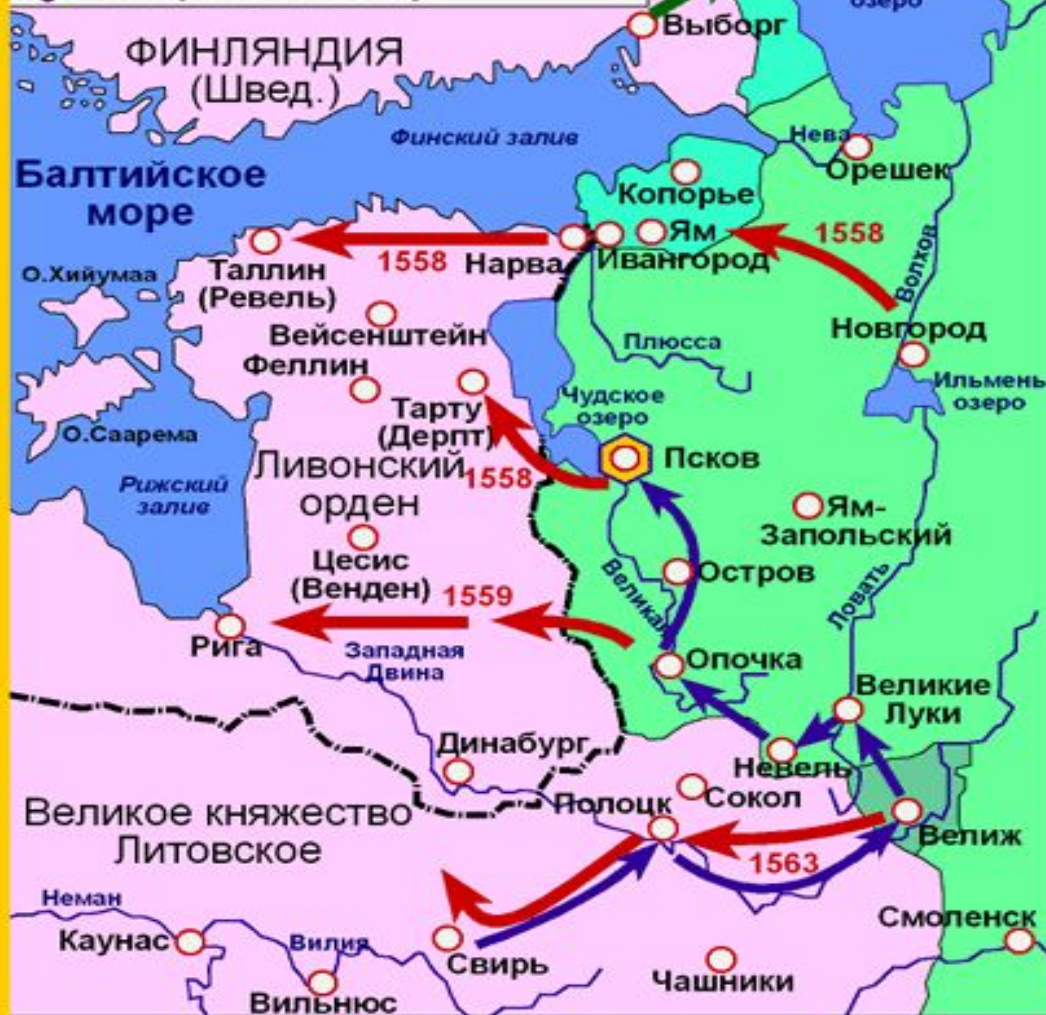 озеро
Выборг
ФИНЛЯНДИЯ
(Швед.)
Финский залив
Нева
Орешек
Балтийское
море
Копорье
Ям
1558
Волхов
1558
Нарва
Ивангород
О.Хийумаа
Таллин
(Ревель)
Вейсенштейн
Плюсса
Новгород
Феллин
Ильмень
озеро
Чудское
озеро
Тарту
(Дерпт)
О.Саарема
Ливонский
орден
1558
Псков
Рижский
залив
Ям-
Запольский
Цесис
(Венден)
1559
Великая
Остров
Ловать
Рига
Западная
Двина
Опочка
Великие
Луки
Динабург
Невель
Полоцк
Сокол
Великое княжество
Литовское
Велиж
1563
Неман
Каунас
Вилия
Свирь
Смоленск
Чашники
Вильнюс